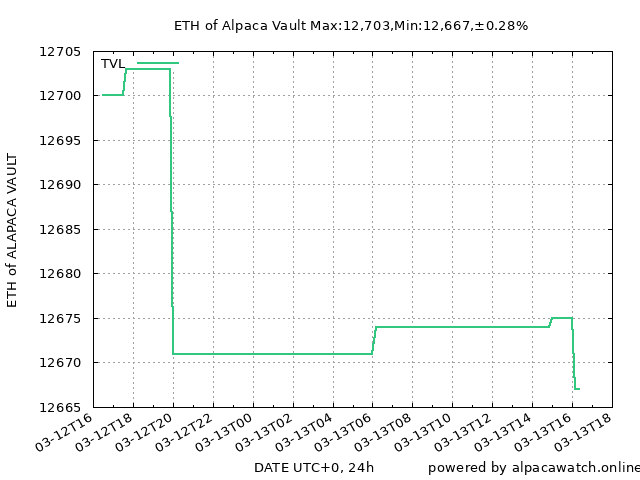 ETH of Alpaca Vault Max:12,703,Min:12,667,±0.28%
TVL
12705
12700
12695
12690
12685
12680
12675
12670
12665
ETH of ALAPACA VAULT
03-12T16
03-12T18
03-12T20
03-12T22
03-13T00
03-13T02
03-13T04
03-13T06
03-13T08
03-13T10
03-13T12
03-13T14
03-13T16
03-13T18
DATE UTC+0, 24h
powered by alpacawatch.online